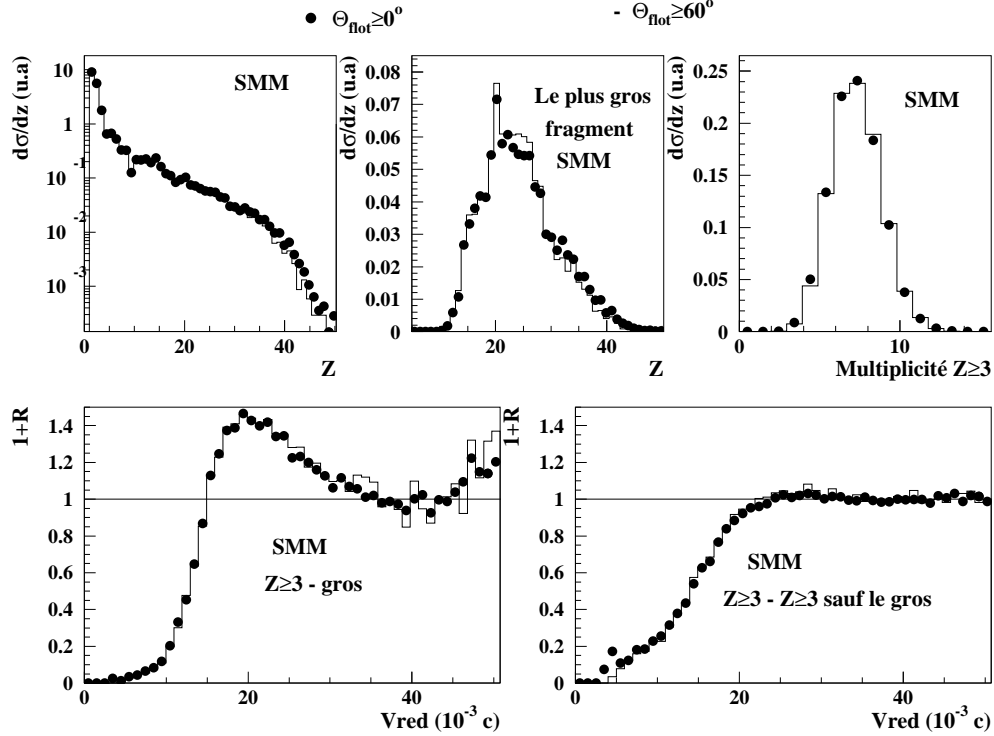 ● Θflot≥0° - Θflot≥60°
dσ/dz (u.a)
10
1
10⁻¹
10⁻²
10⁻³
SMM
1 20 40
Z
dσ/dz (u.a)
0.08
0.07
0.06
0.05
0.04
0.03
0.02
0.01
0
Le plus gros
fragment
SMM
20 40
Z
dσ/dz (u.a)
0.25
0.2
0.15
0.1
0.05
0
SMM
0 10
Multiplicité Z≥3
1+R
1.4
1.2
1
0.8
0.6
0.4
0.2
0
SMM
Z≥3 - gros
0 20 40
Vred (10⁻³ c)
1+R
1.4
1.2
1
0.8
0.6
0.4
0.2
0
SMM
Z≥3 - Z≥3 sauf le gros
0 20 40
Vred (10⁻³ c)